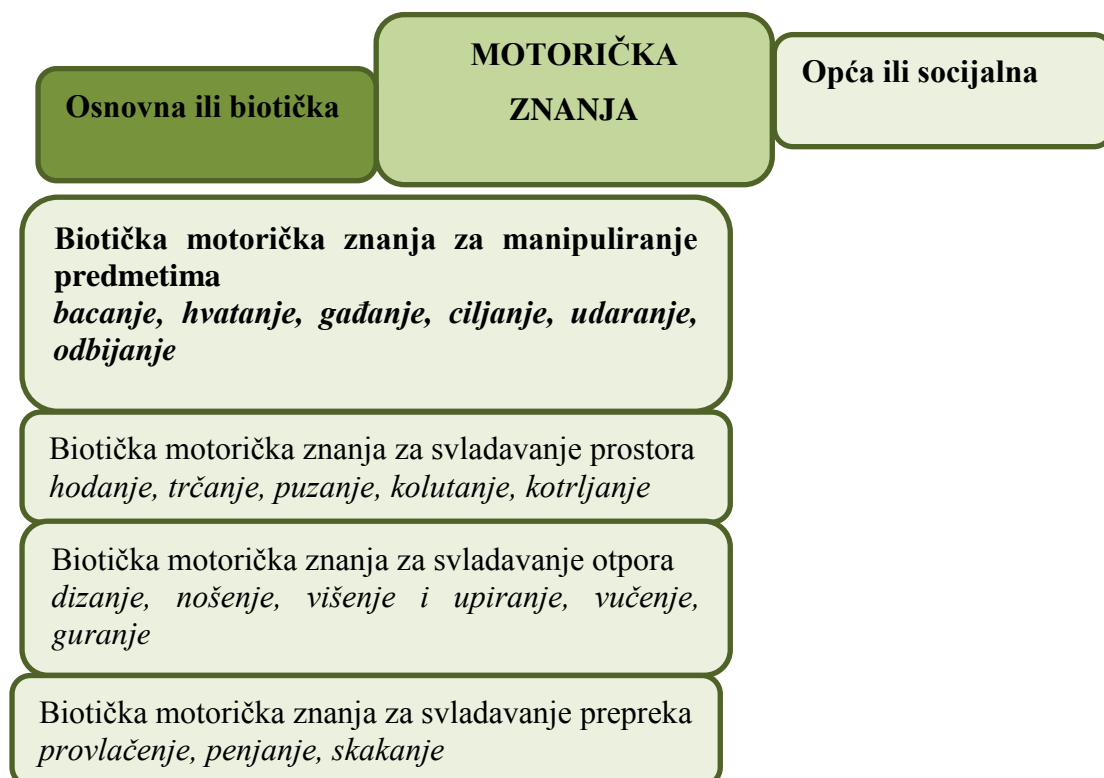 Osnovna ili biotička
MOTORIČKA
ZNANJA
Opća ili socijalna
Biotička motorička znanja za manipuliranje
predmetima
bacanje, hvatanje, gađanje, ciljanje, udaranje,
odbijanje
Biotička motorička znanja za svladavanje prostora
hodanje, trčanje, puzanje, kolutanje, kotrljanje
Biotička motorička znanja za svladavanje otpora
dizanje, nošenje, višenje i upiranje, vučenje,
guranje
Biotička motorička znanja za svladavanje prepreka
provlačenje, penjanje, skakanje